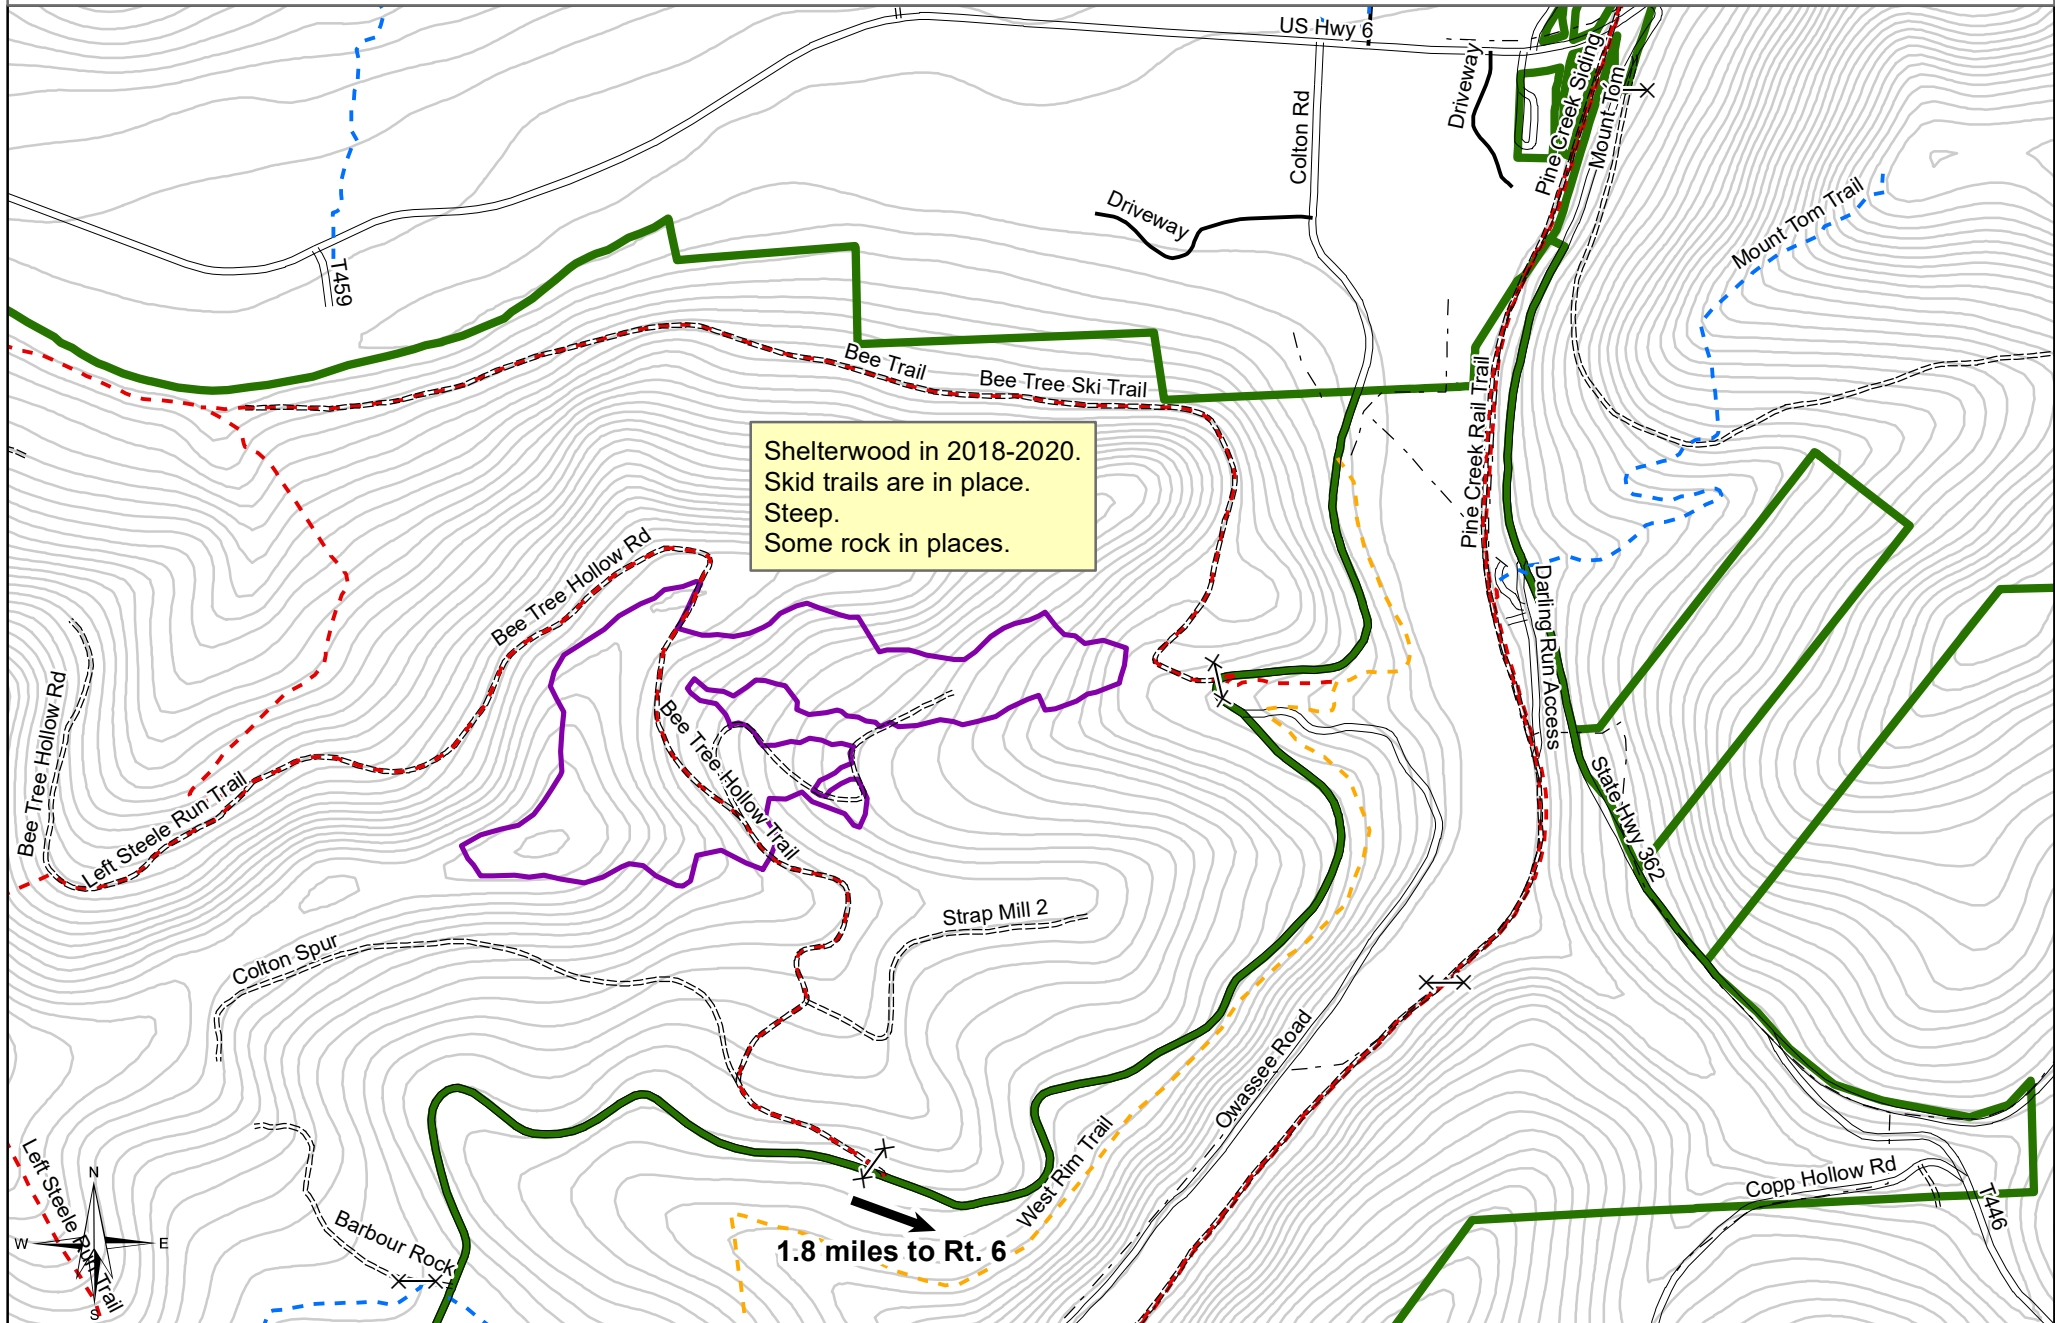 US Hwy 6
Driveway
Pine Creek Siding
Mount Tom
Colton Rd
Driveway
Mount Tom Trail
T459
Bee Trail
Bee Tree Ski Trail
Pine Creek Rail Trail
Shelterwood in 2018-2020.
Skid trails are in place.
Steep.
Some rock in places.
Bee Tree Hollow Rd
Darling Run Access
Bee Tree Hollow Rd
Bee Tree Hollow Trail
Left Steele Run Trail
State Hwy 362
Strap Mill 2
Colton Spur
Owassee Road
West Rim Trail
Left Steele Run Trail
N
W
E
S
Barbour Rock
Copp Hollow Rd
T446
1.8 miles to Rt. 6